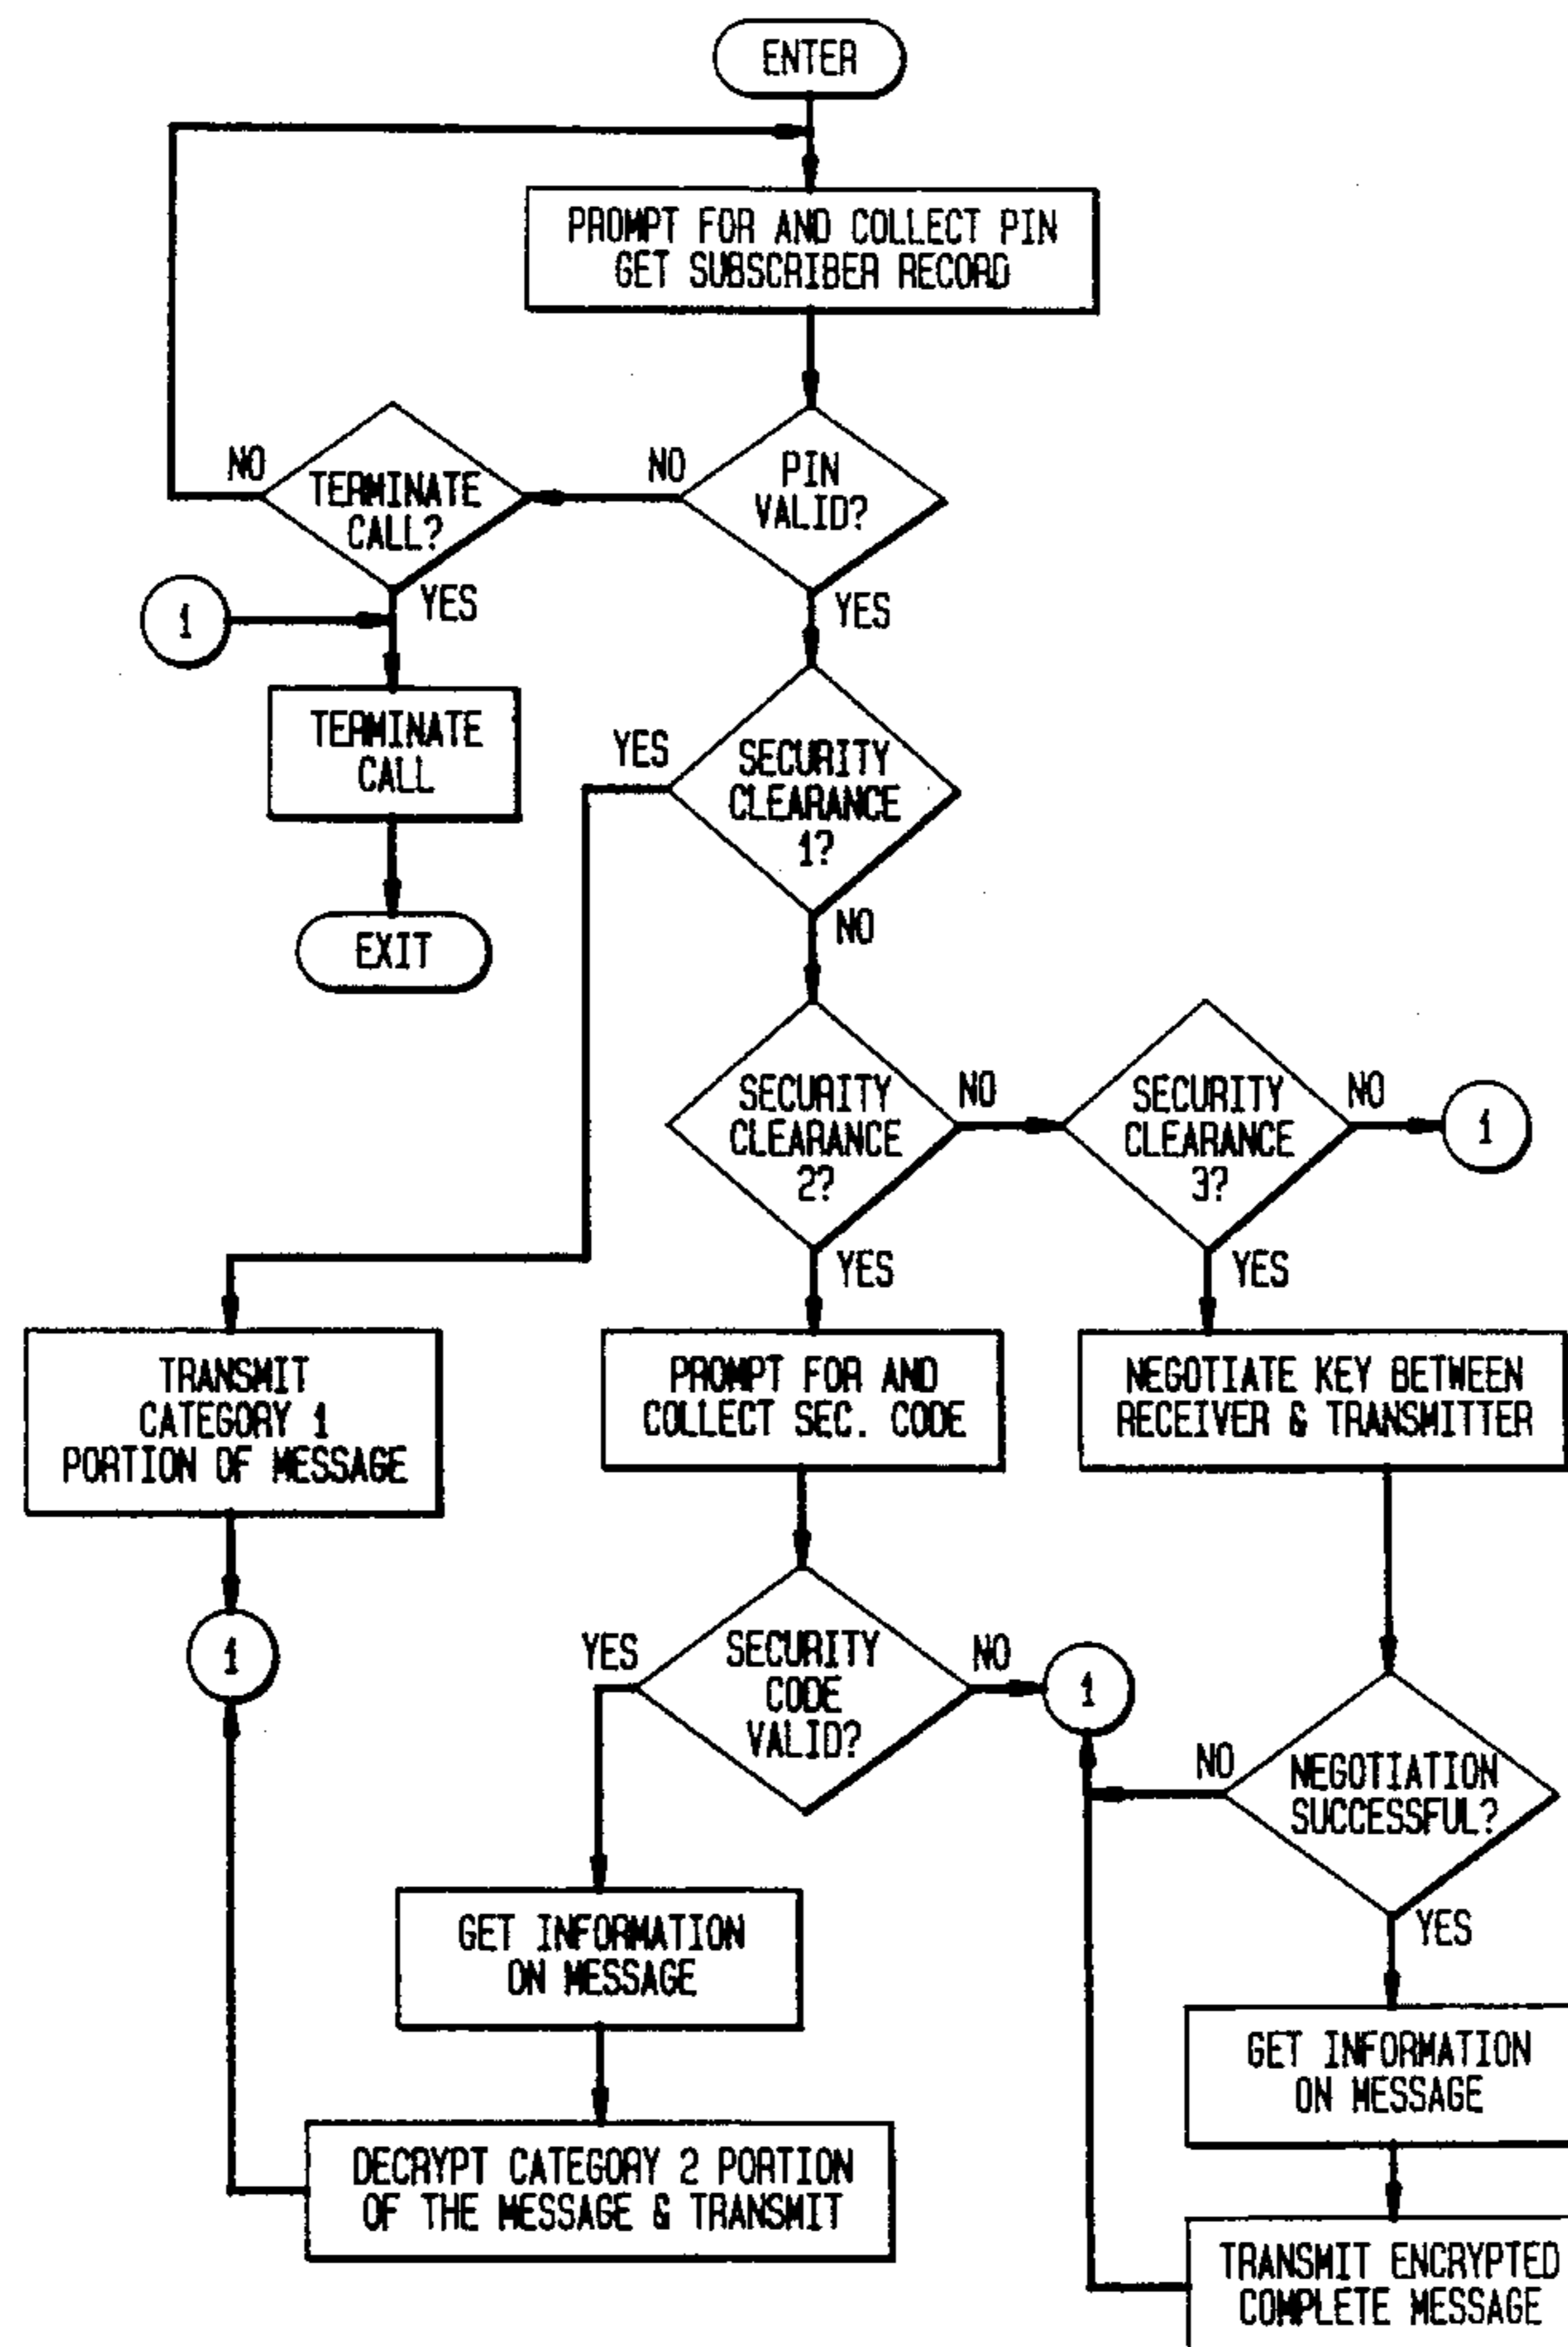 ENTER
PROMPT FOR AND COLLECT PIN
GET SUBSCRIBER RECORD
NO
TERMINATE
CALL?
NO
PIN
VALID?
YES
YES
1
TERMINATE
CALL
EXIT
YES
SECURITY
CLEARANCE
1?
NO
SECURITY
CLEARANCE
2?
NO
SECURITY
CLEARANCE
3?
NO
1
YES
YES
TRANSMIT
CATEGORY 1
PORTION OF MESSAGE
PROMPT FOR AND
COLLECT SEC. CODE
NEGOTIATE KEY BETWEEN
RECEIVER & TRANSMITTER
1
YES
SECURITY
CODE
VALID?
NO
1
NO
NEGOTIATION
SUCCESSFUL?
YES
GET INFORMATION
ON MESSAGE
GET INFORMATION
ON MESSAGE
DECRYPT CATEGORY 2 PORTION
OF THE MESSAGE & TRANSMIT
TRANSMIT ENCRYPTED
COMPLETE MESSAGE